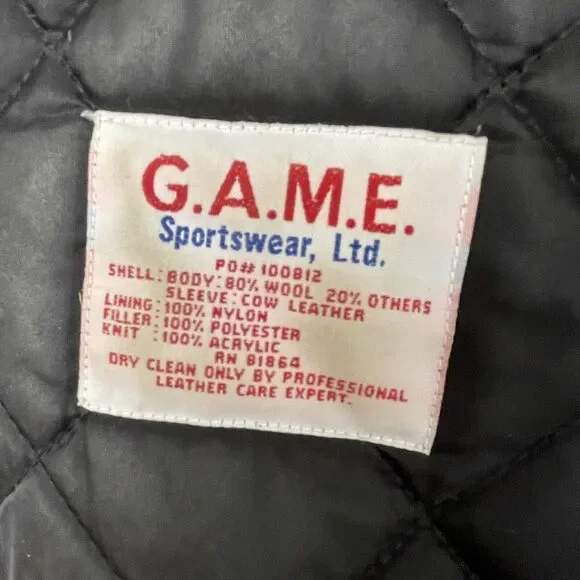 G.A.M.E.
Sportswear, Ltd.
PO# 100812
SHELL: BODY: 80% WOOL 20% OTHERS
SLEEVE: COW LEATHER
LINING: 100% NYLON
FILLER: 100% POLYESTER
KNIT : 100% ACRYLIC
RN 81864
DRY CLEAN ONLY BY PROFESSIONAL
LEATHER CARE EXPERT.